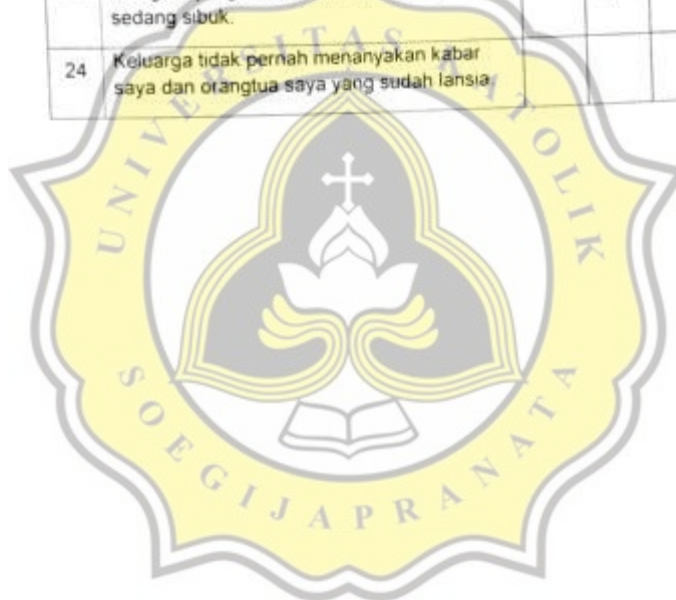 sedang sibuk.
24 Keluarga tidak pernah menanyakan kabar
saya dan orangtua saya yang sudah lansia.
UNIVERSITAS KATOLIK
SOEGIJAPRANATA